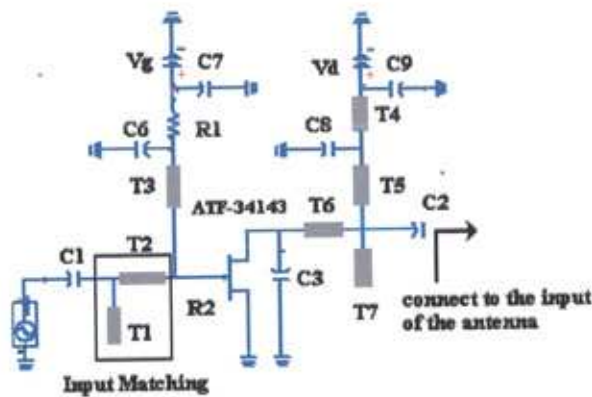 Vg
C7
Vd
C9
C6
R1
C8
T4
T3
T5
ATF-34143
T6
C2
C1
T2
R2
C3
T7
T1
connect to the input
of the antenna
Input Matching